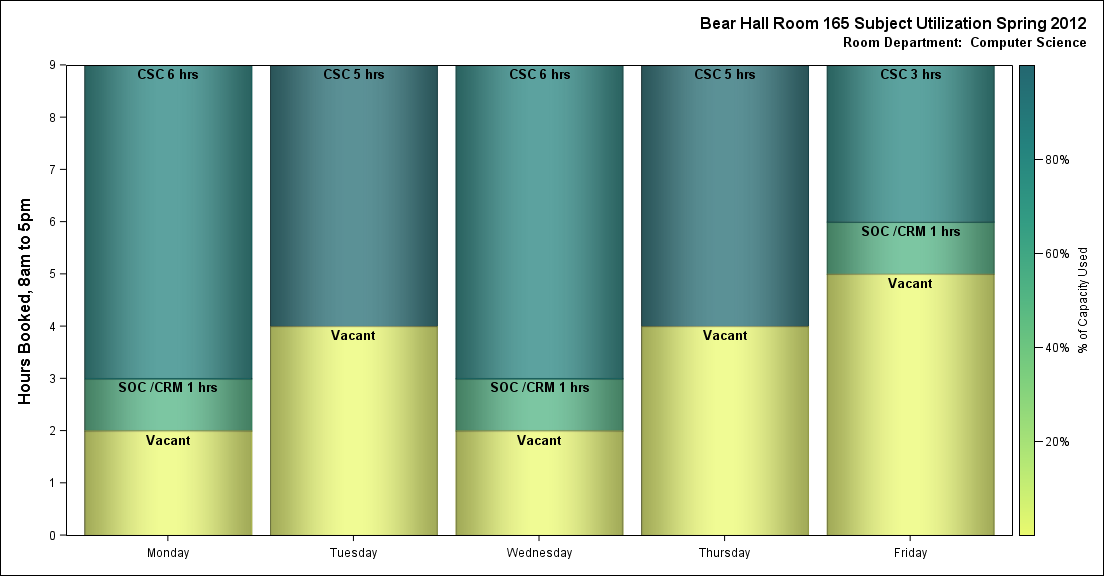 Bear Hall Room 165 Subject Utilization Spring 2012
Room Department:  Computer Science
Hours Booked, 8am to 5pm
9
8
7
6
5
4
3
2
1
0
CSC 6 hrs
SOC /CRM 1 hrs
Vacant
CSC 5 hrs
Vacant
CSC 6 hrs
SOC /CRM 1 hrs
Vacant
CSC 5 hrs
Vacant
CSC 3 hrs
SOC /CRM 1 hrs
Vacant
Monday
Tuesday
Wednesday
Thursday
Friday
80%
60%
40%
20%
% of Capacity Used